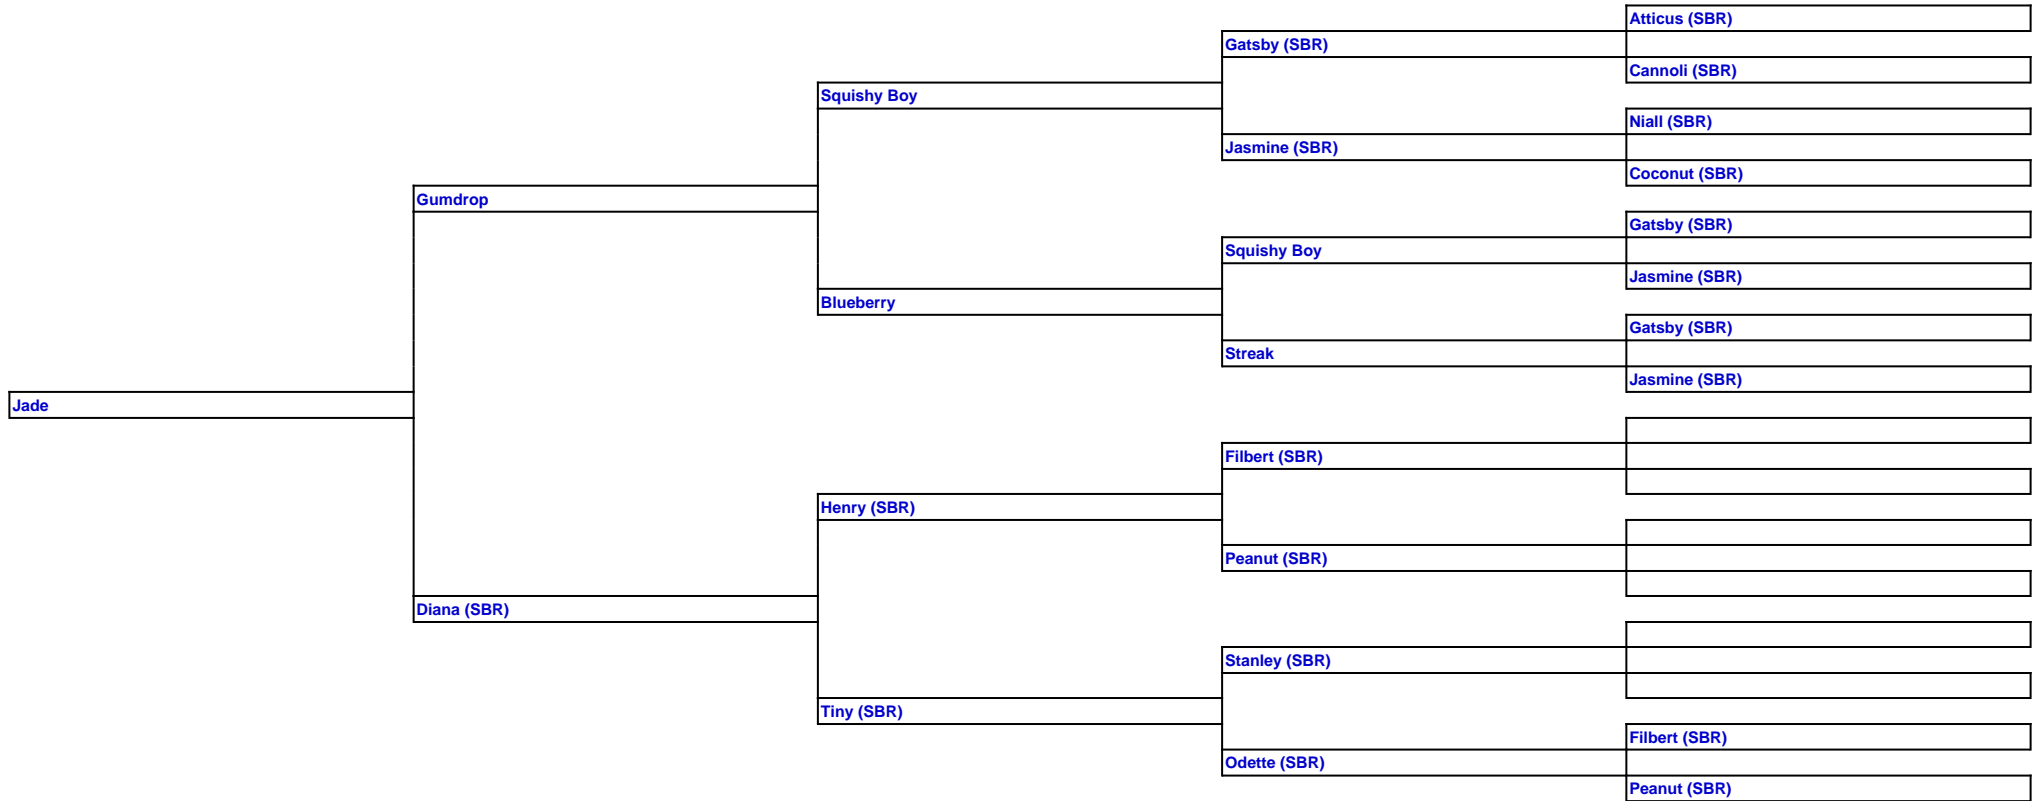 Atticus (SBR)
Gatsby (SBR)
Cannoli (SBR)
Squishy Boy
Niall (SBR)
Jasmine (SBR)
Coconut (SBR)
Gumdrop
Gatsby (SBR)
Squishy Boy
Jasmine (SBR)
Blueberry
Gatsby (SBR)
Streak
Jasmine (SBR)
Jade
Filbert (SBR)
Henry (SBR)
Peanut (SBR)
Diana (SBR)
Stanley (SBR)
Tiny (SBR)
Filbert (SBR)
Odette (SBR)
Peanut (SBR)